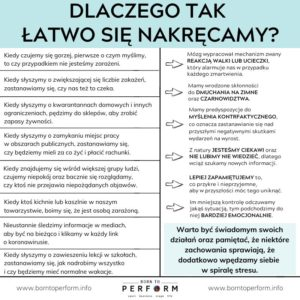 DLACZEGO TAK
ŁATWO SIĘ NAKRĘCAMY?
Kiedy czujemy się gorzej, pierwsze o czym myślimy,
to czy przypadkiem nie jesteśmy zarażeni.
Kiedy słyszymy o zwiększającej się liczbie zakażeń,
zastanawiamy się, czy nas też to czeka.
Kiedy słyszymy o kwarantannach domowych i innych
ograniczeniach, pędzimy do sklepów, aby zrobić
zapasy żywności.
Kiedy słyszymy o zamykaniu miejsc pracy
w obszarach publicznych, zastanawiamy się,
czy będziemy mieli za co żyć i płacić rachunki.
Kiedy znajdujemy się wśród większej grupy ludzi,
czujemy niepokój oraz bacznie się rozglądamy,
czy ktoś nie przejawia niepożądanych objawów.
Kiedy ktoś kichnie lub kaszlnie w naszym
towarzystwie, boimy się, że jest osobą zarażoną.
Nieustannie śledzimy informacje w mediach,
aby być na bieżąco i klikamy w każdy link
o koronawirusie.
Kiedy słyszymy o zawieszeniu lekcji w szkołach,
zastanawiamy się, jak nadrobimy wszystko
i czy będziemy mieć normalne wakacje.
Mózg wypracował mechanizm zwany
REAKCJĄ WALKI LUB UCIECZKI,
który alarmuje nas w przypadku
każdego zmartwienia.
Mamy wrodzone skłonności
do DMUCHANIA NA ZIMNE
oraz CZARNOWIDZTWA.
Mamy predyspozycje do
MYŚLENIA KONTRFAKTYCZNEGO,
co oznacza zastanawianie się nad
przyszłymi negatywnymi skutkami
wydarzeń na wyrost.
Z natury JESTEŚMY CIEKAWI oraz
NIE LUBIMY NIE WIEDZIEĆ, dlatego
wciąż szukamy nowych informacji.
LEPIEJ ZAPAMIĘTUJEMY to,
co przykre i nieprzyjemne,
aby w przyszłości móc tego uniknąć.
Im mniejszą kontrolę odczuwamy
jakąś sytuacją, tym podchodzimy do
niej BARDZIEJ EMOCJONALNIE.
Warto być świadomym swoich
działań oraz pamiętać, że niektóre
zachowania sprawiają, że
dodatkowo wpędzamy siebie
w spiralę stresu.
www.borntoperform.info
BORN TO
PERFORM
www.borntoperform.info